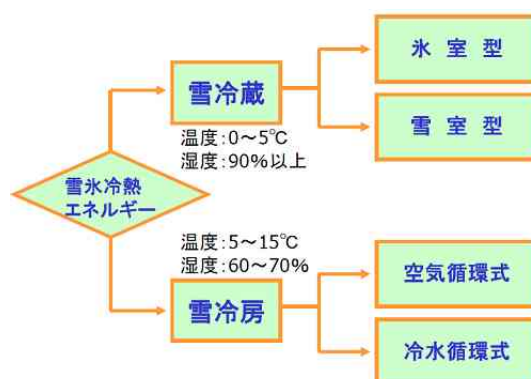 氷室型
雪冷蔵
雪室型
温度:0～5℃
湿度:90%以上
雪氷冷熱
エネルギー
温度:5～15℃
湿度:60～70%
空気循環式
雪冷房
冷水循環式